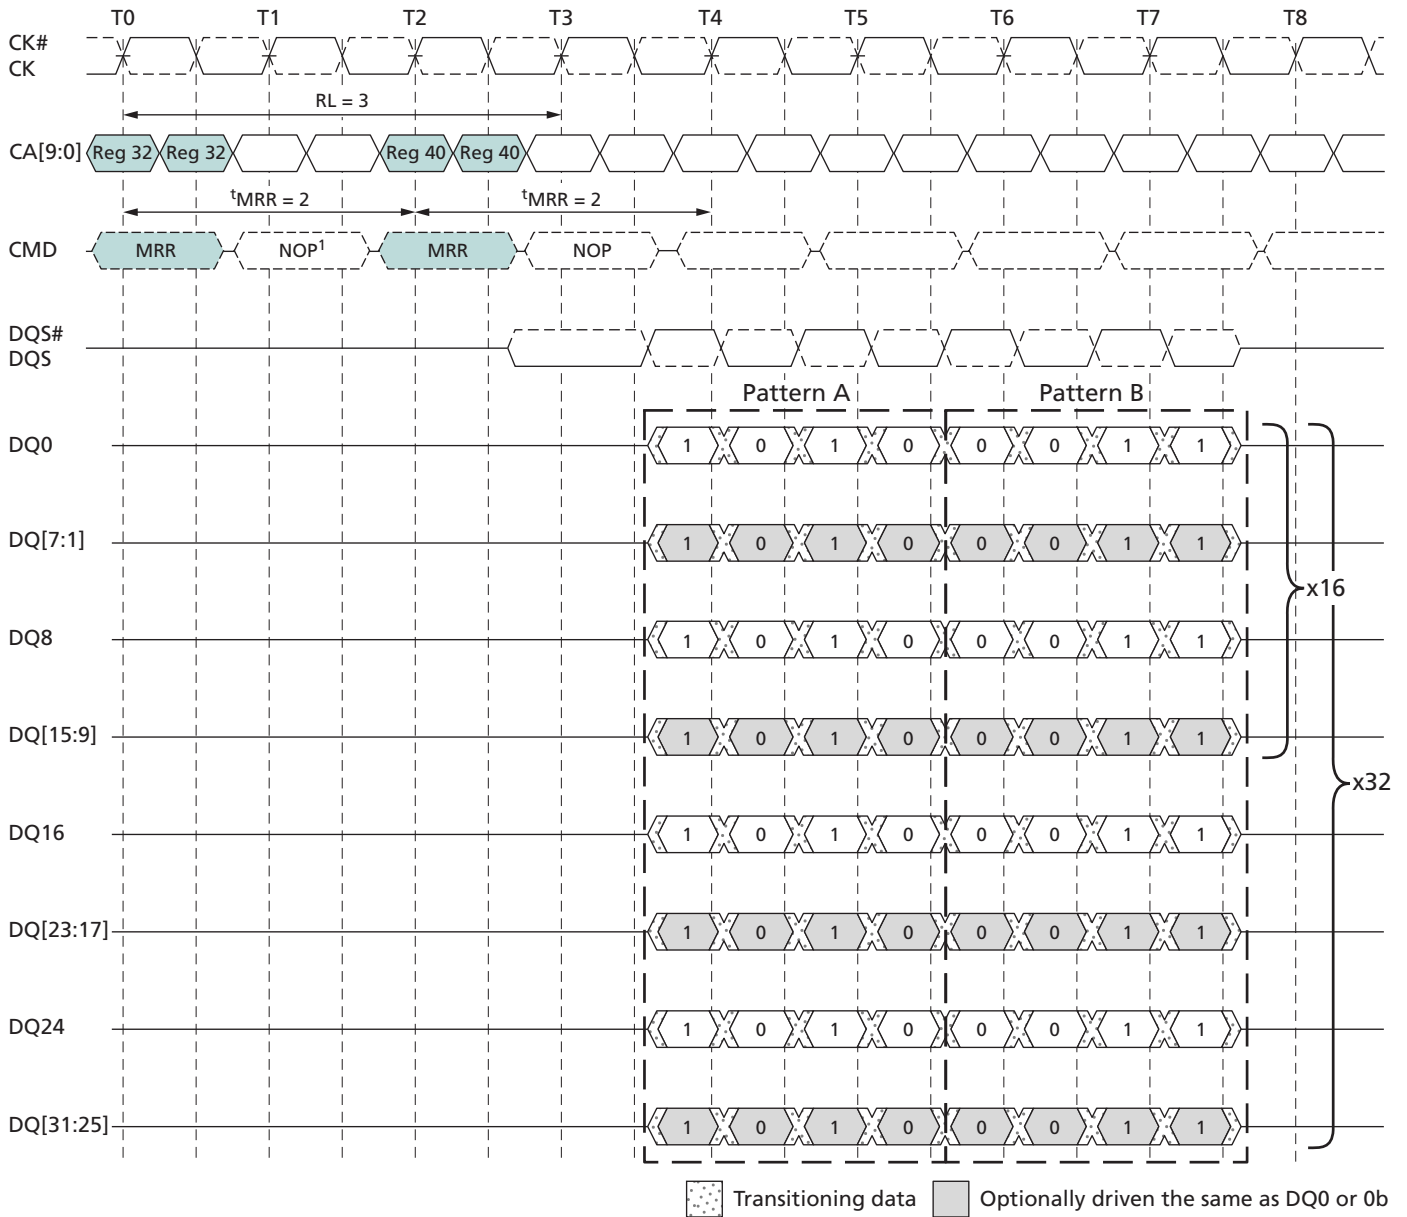 T0 T1 T2 T3 T4 T5 T6 T7 T8
CK#
CK
RL = 3
CA[9:0] Reg 32 Reg 32 Reg 40 Reg 40
tMRR = 2 tMRR = 2
CMD MRR NOP1 MRR NOP
DQS#
DQS
Pattern A Pattern B
DQ0 1 0 1 0 0 0 1 1
DQ[7:1] 1 0 1 0 0 0 1 1
x16
DQ8 1 0 1 0 0 0 1 1
DQ[15:9] 1 0 1 0 0 0 1 1
x32
DQ16 1 0 1 0 0 0 1 1
DQ[23:17] 1 0 1 0 0 0 1 1
DQ24 1 0 1 0 0 0 1 1
DQ[31:25] 1 0 1 0 0 0 1 1
Transitioning data Optionally driven the same as DQ0 or 0b